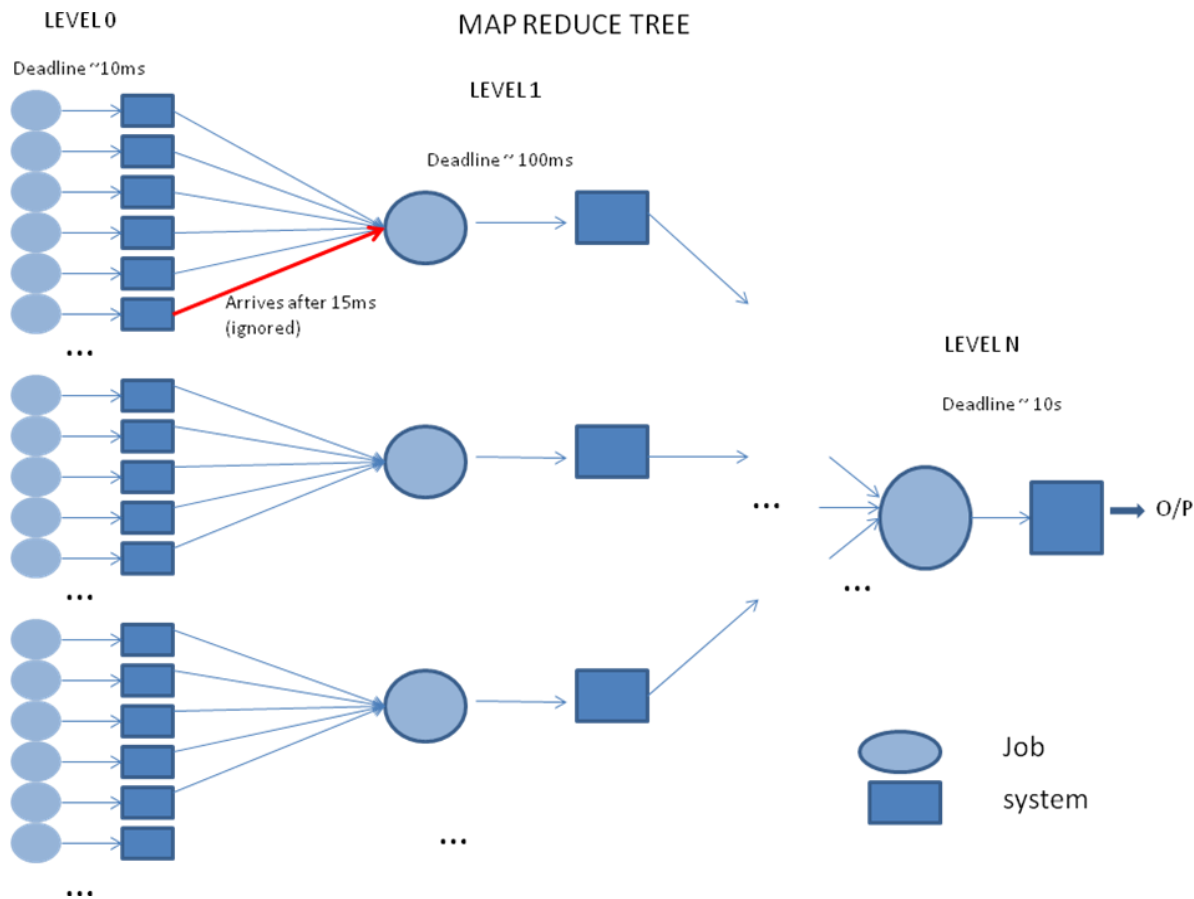 LEVEL 0
MAP REDUCE TREE
Deadline ~10ms
LEVEL 1
Deadline ~ 100ms
Arrives after 15ms
(ignored)
...
LEVEL N
Deadline ~ 10s
...
O/P
...
...
Job
system
...
...